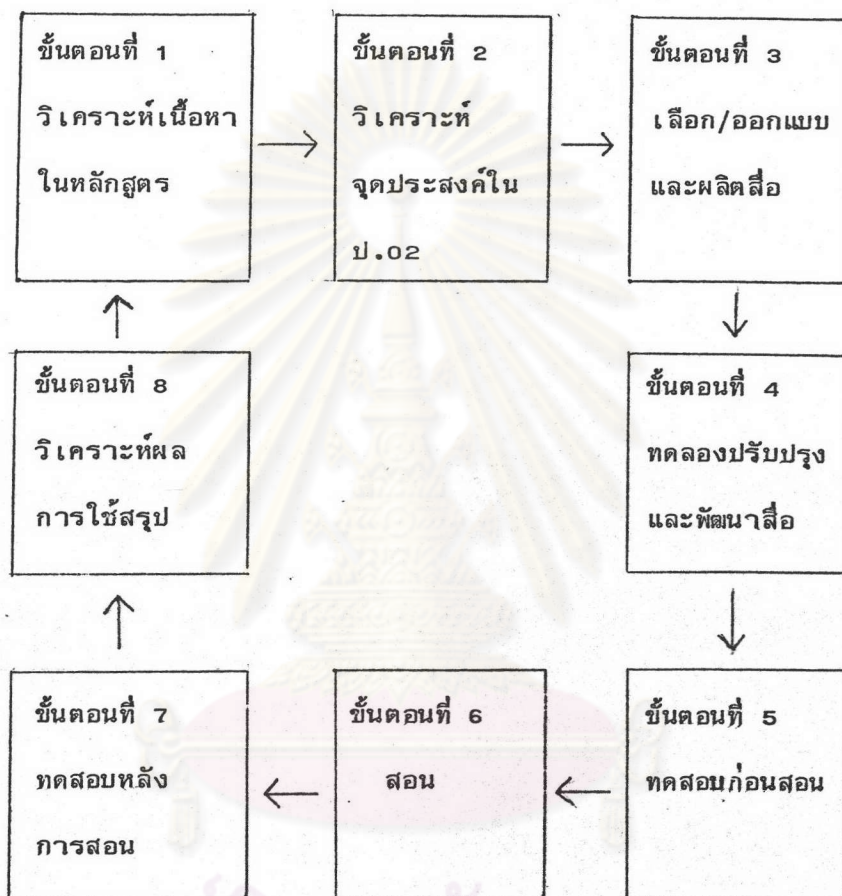 ขั้นตอนที่ 1
วิเคราะห์เนื้อหา
ในหลักสูตร
ขั้นตอนที่ 2
วิเคราะห์
จุดประสงค์ใน
ป.02
ขั้นตอนที่ 3
เลือก/ออกแบบ
และผลิตสื่อ
ขั้นตอนที่ 4
ทดลองปรับปรุง
และพัฒนาสื่อ
ขั้นตอนที่ 5
ทดสอบก่อนสอน
ขั้นตอนที่ 6
สอน
ขั้นตอนที่ 7
ทดสอบหลัง
การสอน
ขั้นตอนที่ 8
วิเคราะห์ผล
การใช้สรุป